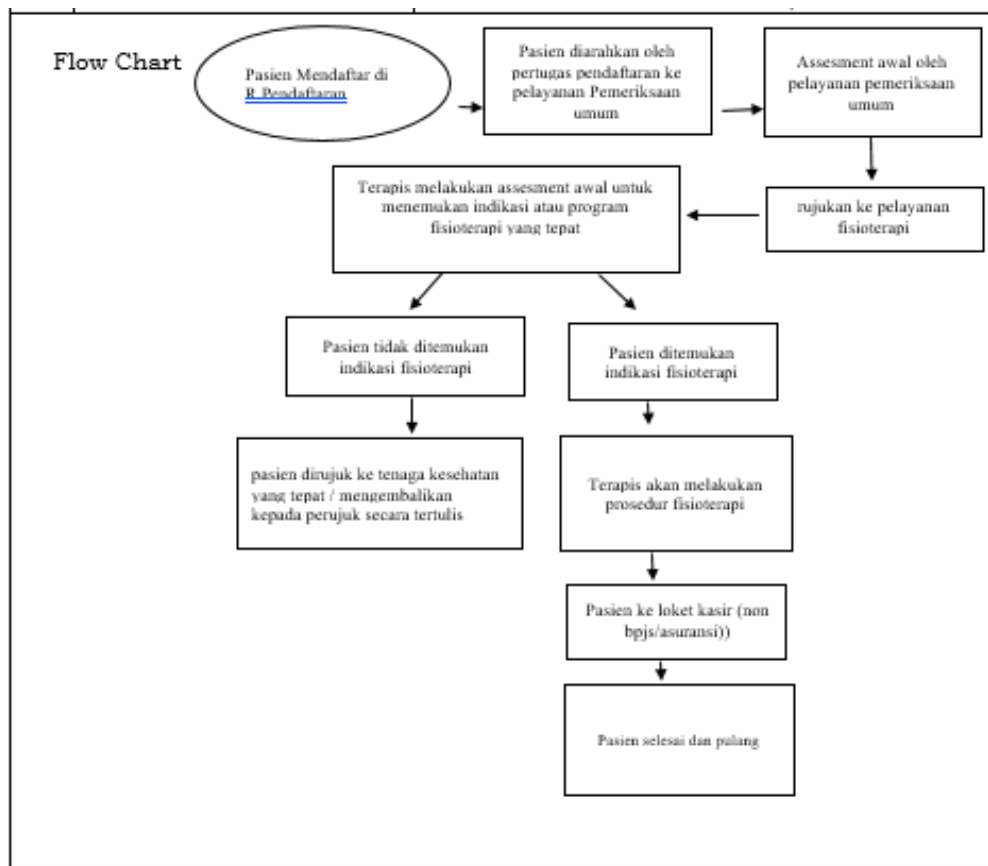 Flow Chart
Pasien Mendaftar di
R.Pendaftaran
Pasien diarahkan oleh
pertugas pendaftaran ke
pelayanan Pemeriksaan
umum
Assesment awal oleh
pelayanan pemeriksaan
umum
rujukan ke pelayanan
fisioterapi
Terapis melakukan assesment awal untuk
menemukan indikasi atau program
fisioterapi yang tepat
Pasien tidak ditemukan
indikasi fisioterapi
Pasien ditemukan
indikasi fisioterapi
pasien dirujuk ke tenaga kesehatan
yang tepat / mengembalikan
kepada perujuk secara tertulis
Terapis akan melakukan
prosedur fisioterapi
Pasien ke loket kasir (non
bpjs/asuransi))
Pasien selesai dan pulang